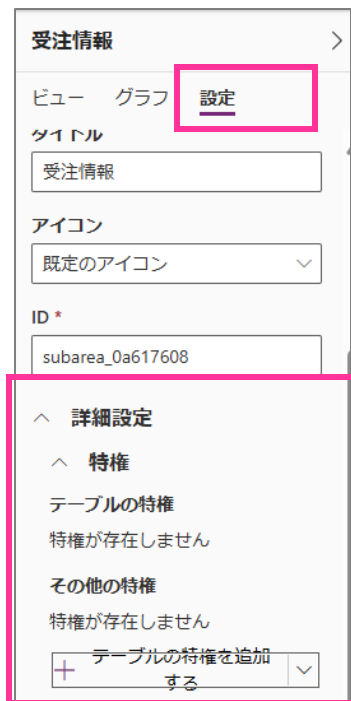 受注情報
ビュー グラフ 設定
タイトル
受注情報
アイコン
既定のアイコン
ID *
subarea_0a617608
詳細設定
特権
テーブルの特権
特権が存在しません
その他の特権
特権が存在しません
テーブルの特権を追加
する